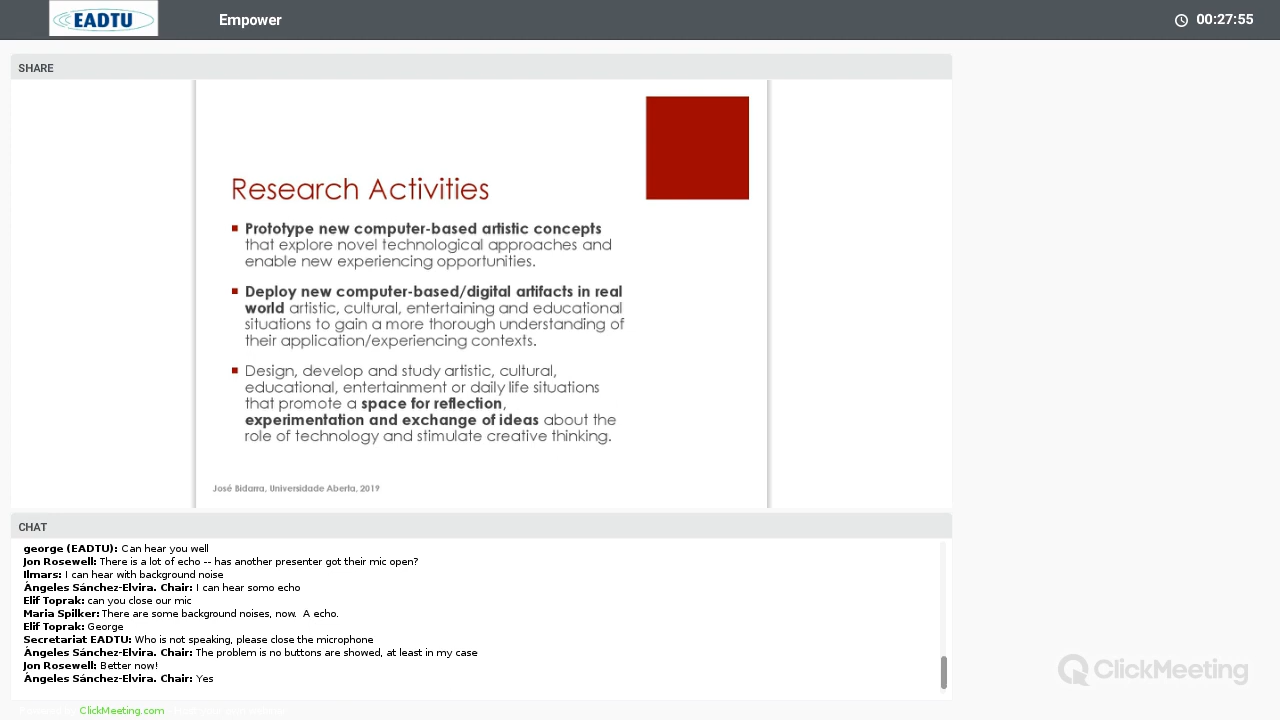 EADTU
Empower
00:27:55
SHARE
Research Activities
Prototype new computer-based artistic concepts
that explore novel technological approaches and
enable new experiencing opportunities.
Deploy new computer-based/digital artifacts in real
world artistic, cultural, entertaining and educational
situations to gain a more thorough understanding of
their application/experiencing contexts.
Design, develop and study artistic, cultural,
educational, entertainment or daily life situations
that promote a space for reflection,
experimentation and exchange of ideas about the
role of technology and stimulate creative thinking.
José Bidarra, Universidade Aberta, 2019
CHAT
george (EADTU): Can hear you well
Jon Rosewell: There is a lot of echo -- has another presenter got their mic open?
Ilmars: I can hear with background noise
Ángeles Sánchez-Elvira. Chair: I can hear somo echo
Elif Toprak: can you close our mic
Maria Spilker: There are some background noises, now. A echo.
Elif Toprak: George
Secretariat EADTU: Who is not speaking, please close the microphone
Ángeles Sánchez-Elvira. Chair: The problem is no buttons are showed, at least in my case
Jon Rosewell: Better now!
Ángeles Sánchez-Elvira. Chair: Yes
ClickMeeting
ClickMeeting.com